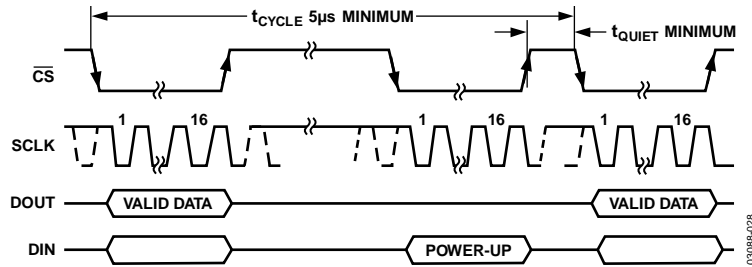 tCYCLE 5µs MINIMUM
tQUIET MINIMUM
CS
1 16 1 16 1 16
SCLK
DOUT VALID DATA VALID DATA
DIN POWER-UP
03088-028